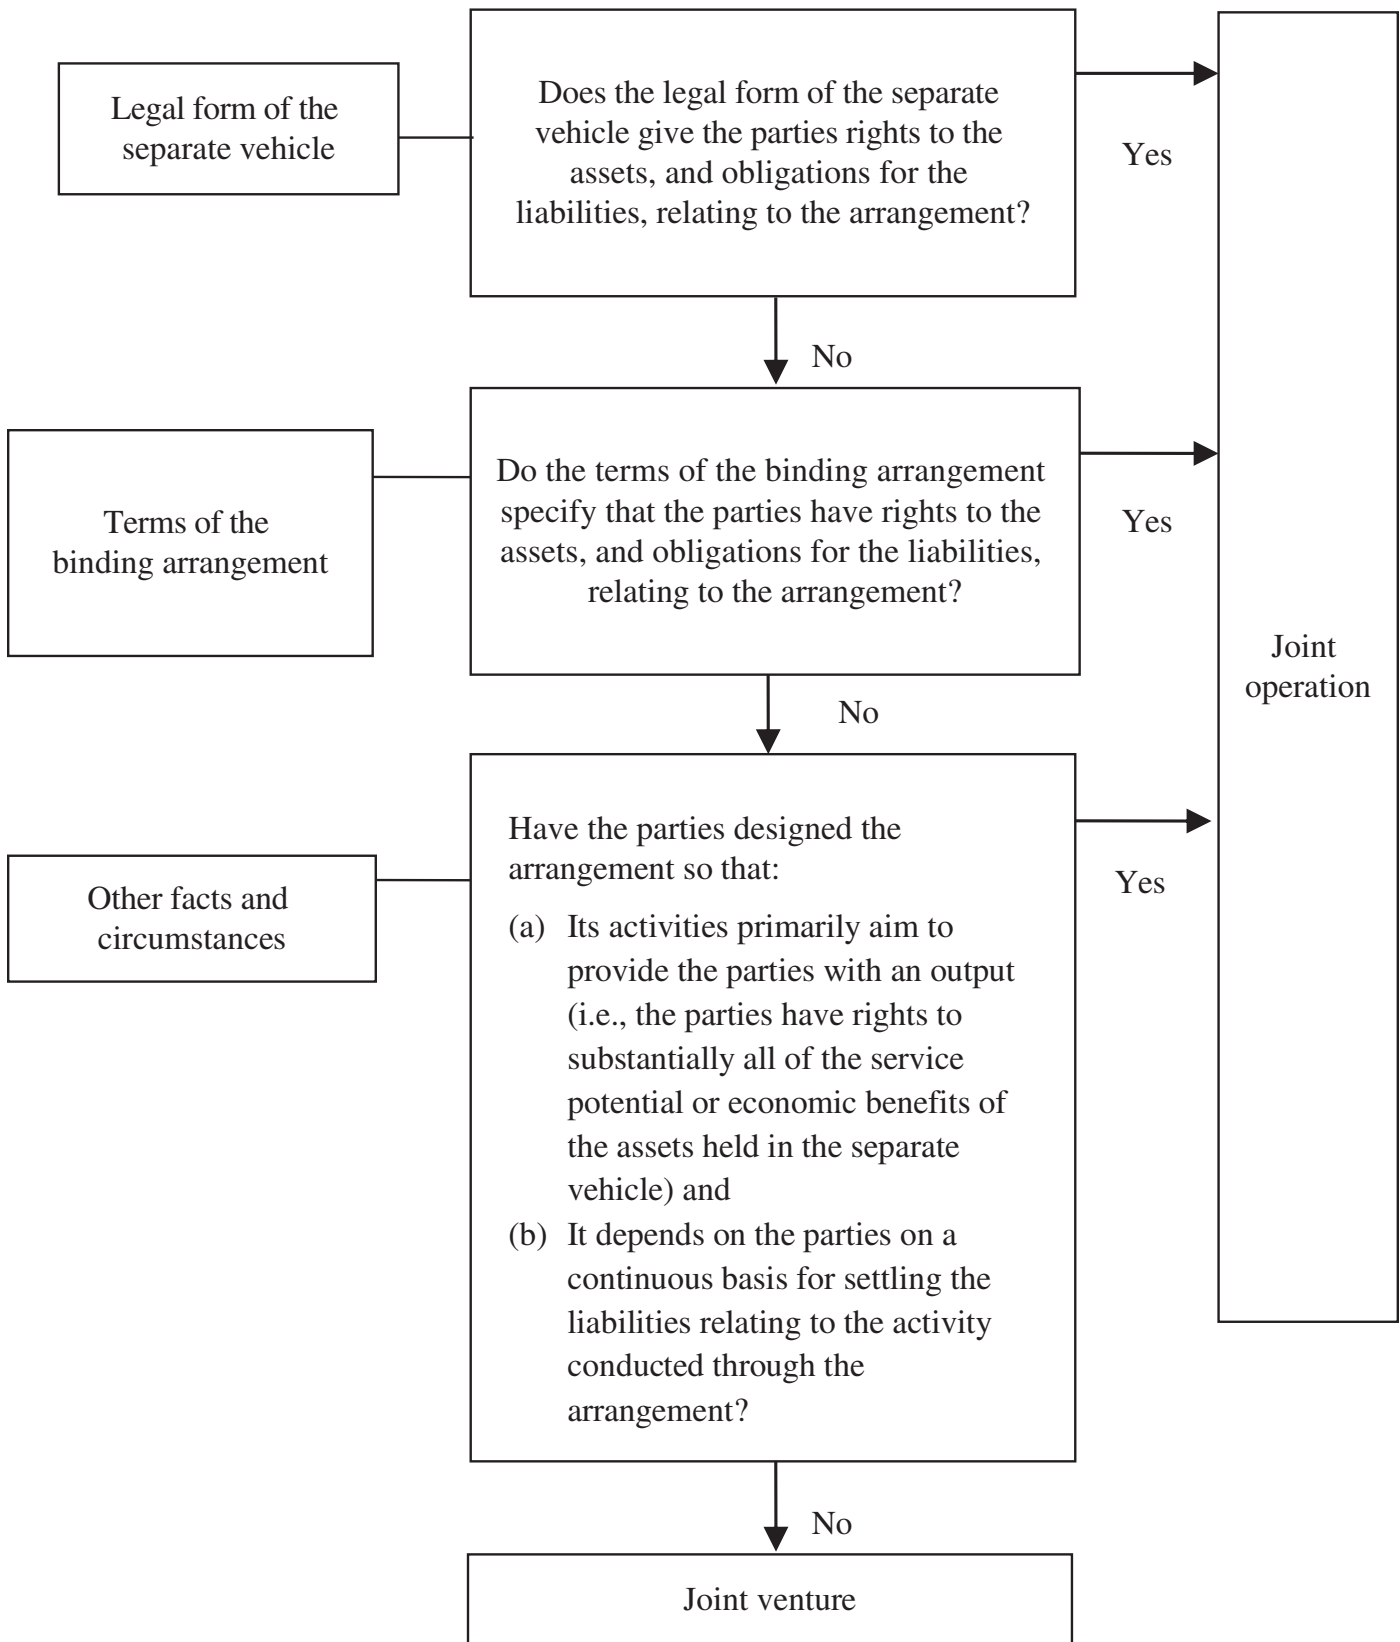 Legal form of the
separate vehicle
Does the legal form of the separate
vehicle give the parties rights to the
assets, and obligations for the
liabilities, relating to the arrangement?
Yes
No
Terms of the
binding arrangement
Do the terms of the binding arrangement
specify that the parties have rights to the
assets, and obligations for the liabilities,
relating to the arrangement?
Yes
Joint
operation
No
Other facts and
circumstances
Have the parties designed the
arrangement so that:
(a) Its activities primarily aim to
provide the parties with an output
(i.e., the parties have rights to
substantially all of the service
potential or economic benefits of
the assets held in the separate
vehicle) and
(b) It depends on the parties on a
continuous basis for settling the
liabilities relating to the activity
conducted through the
arrangement?
Yes
No
Joint venture